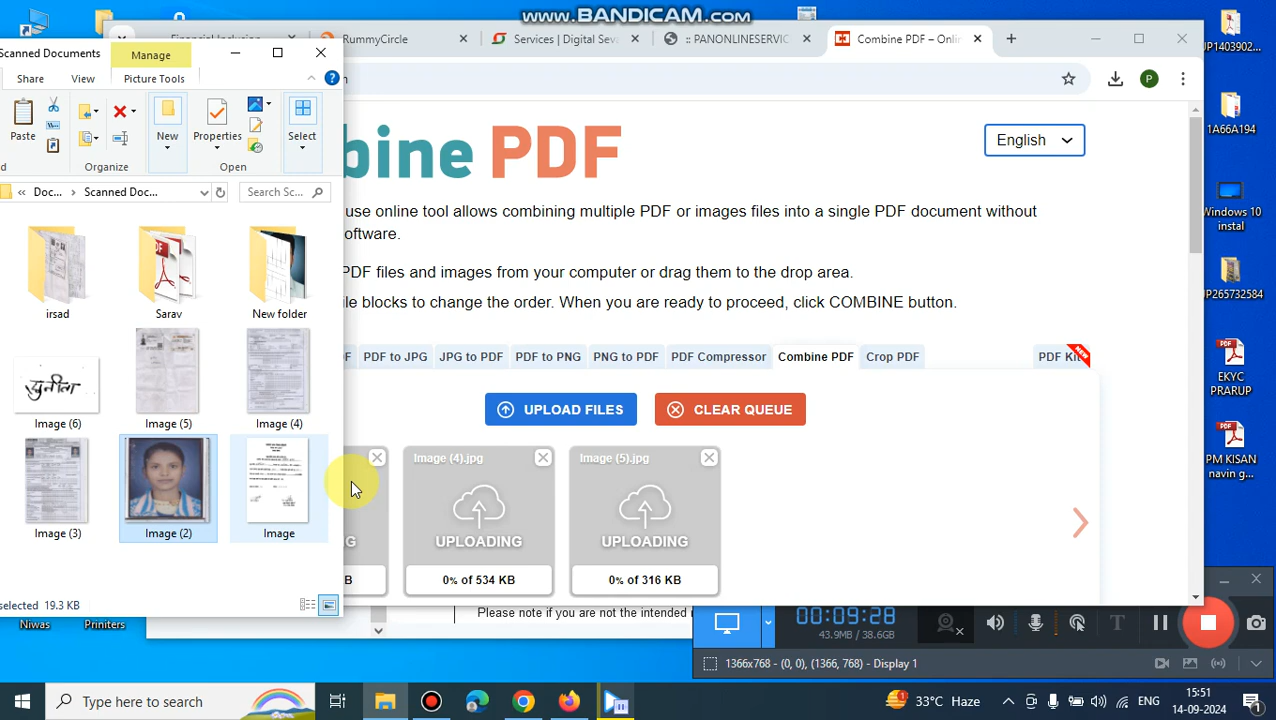 www.BANDICAM.com
Scanned Documents
Manage
Financial Inclusion
RummyCircle
Services | Digital Sev
:: PANONLINESERVIC
Combine PDF – Onli
Share
View
Picture Tools
Paste
New
Properties
Select
Organize
Open
bine PDF
English
Doc...
Scanned Doc...
Search Sc...
use online tool allows combining multiple PDF or images files into a single PDF document without
software.
PDF files and images from your computer or drag them to the drop area.
le blocks to change the order. When you are ready to proceed, click COMBINE button.
irsad
Sarav
New folder
PDF to JPG
JPG to PDF
PDF to PNG
PNG to PDF
PDF Compressor
Combine PDF
Crop PDF
PDF Ki
NEW
UPLOAD FILES
CLEAR QUEUE
सुनीला
Image (6)
Image (5)
Image (4)
Image (4).jpg
Image (5).jpg
UPLOADING
UPLOADING
NG
B
0% of 534 KB
0% of 316 KB
Image (3)
Image (2)
Image
selected 19.3 KB
Please note if you are not the intended
Niwas
Printers
UP1403902...
1A66A194
Windows 10
instal
UP265732584
EKYC
PRARUP
PM KISAN
navin g...
00:09:28
43.9MB / 38.6GB
1366x768 - (0, 0), (1366, 768) - Display 1
Type here to search
33°C Haze
ENG
15:51
14-09-2024
1